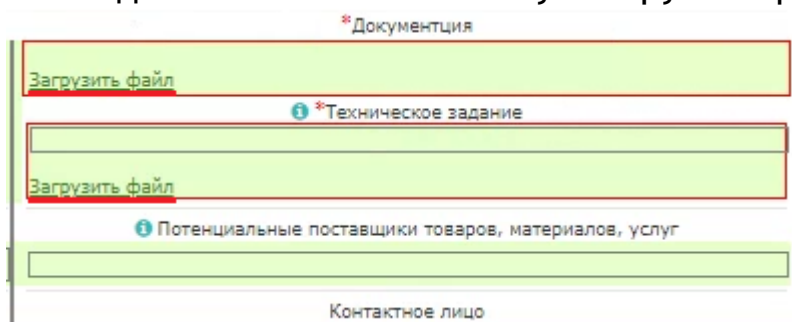 *Документция
Загрузить файл
*Техническое задание
Загрузить файл
Потенциальные поставщики товаров, материалов, услуг
Контактное лицо